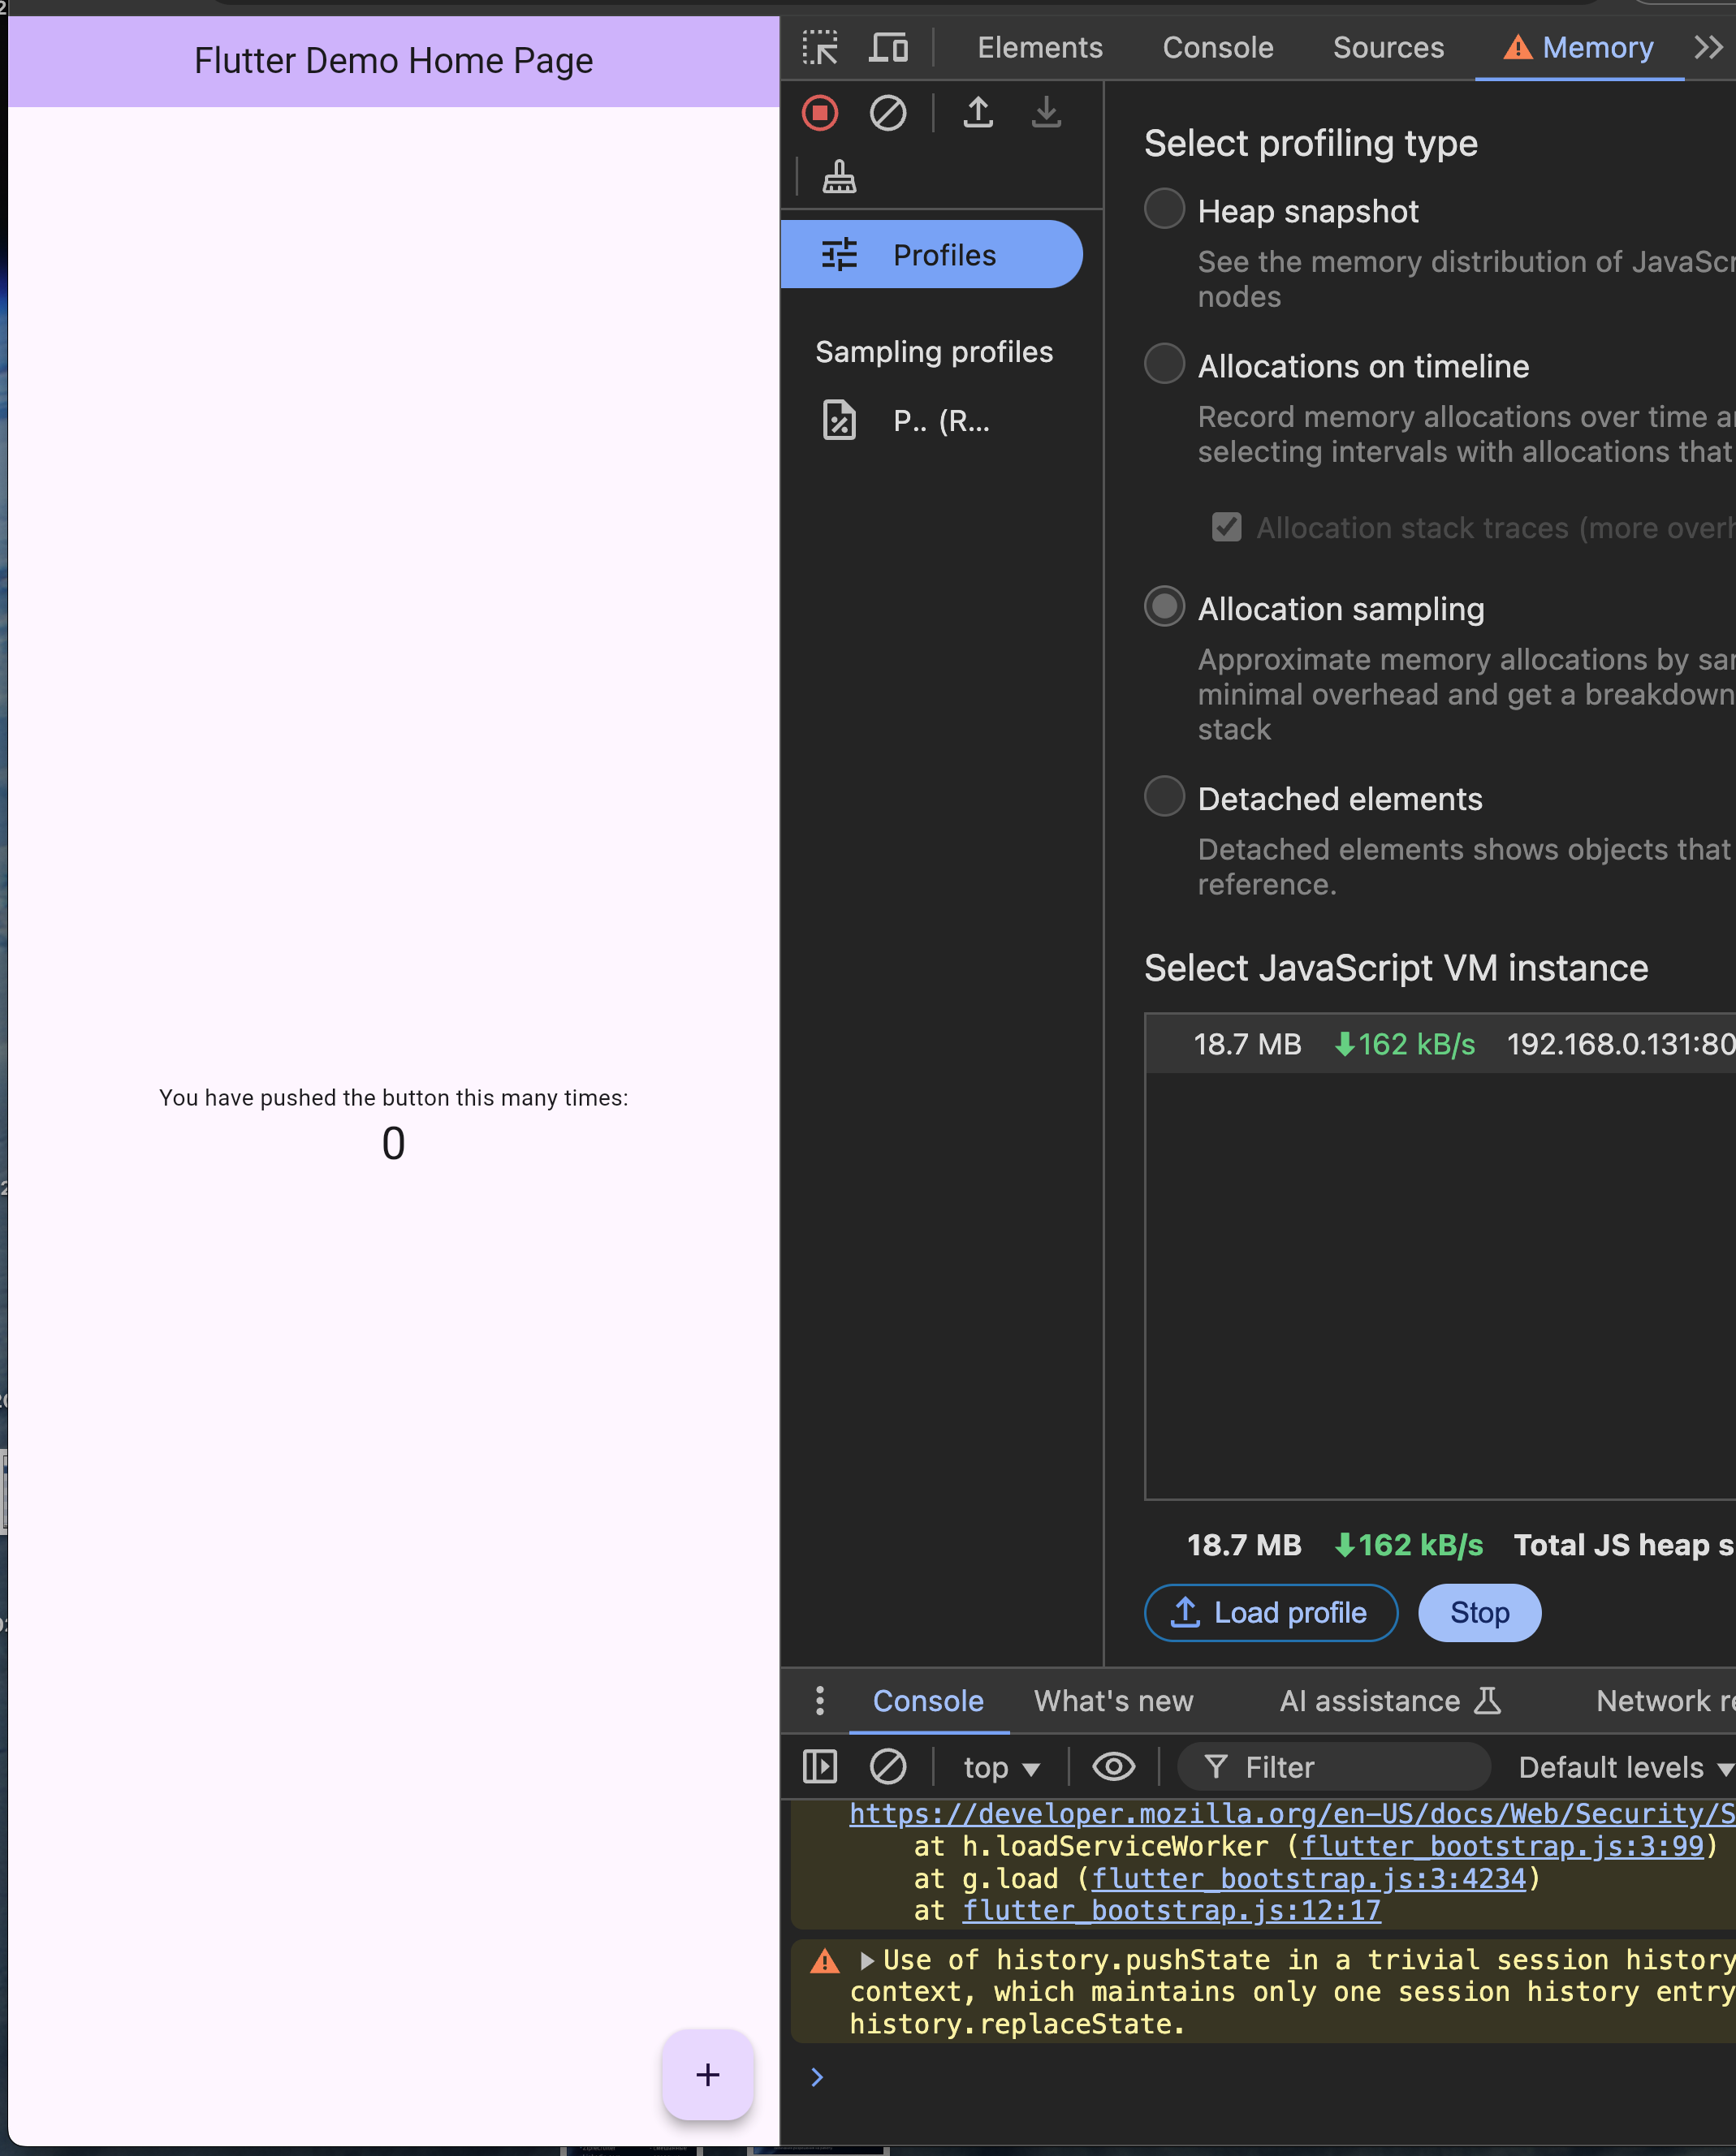 Flutter Demo Home Page
You have pushed the button this many times:
0
+
Elements Console Sources Memory
Profiles
Sampling profiles
P.. (R...
Select profiling type
Heap snapshot
See the memory distribution of JavaScr
nodes
Allocations on timeline
Record memory allocations over time a
selecting intervals with allocations that
Allocation stack traces (more overh
Allocation sampling
Approximate memory allocations by sa
minimal overhead and get a breakdown
stack
Detached elements
Detached elements shows objects that
reference.
Select JavaScript VM instance
18.7 MB 162 kB/s 192.168.0.131:80
18.7 MB 162 kB/s Total JS heap s
Load profile Stop
Console What's new AI assistance Network re
top Filter Default levels
https://developer.mozilla.org/en-US/docs/Web/Security/S
at h.loadServiceWorker (flutter_bootstrap.js:3:99)
at g.load (flutter_bootstrap.js:3:4234)
at flutter_bootstrap.js:12:17
Use of history.pushState in a trivial session history
context, which maintains only one session history entry
history.replaceState.